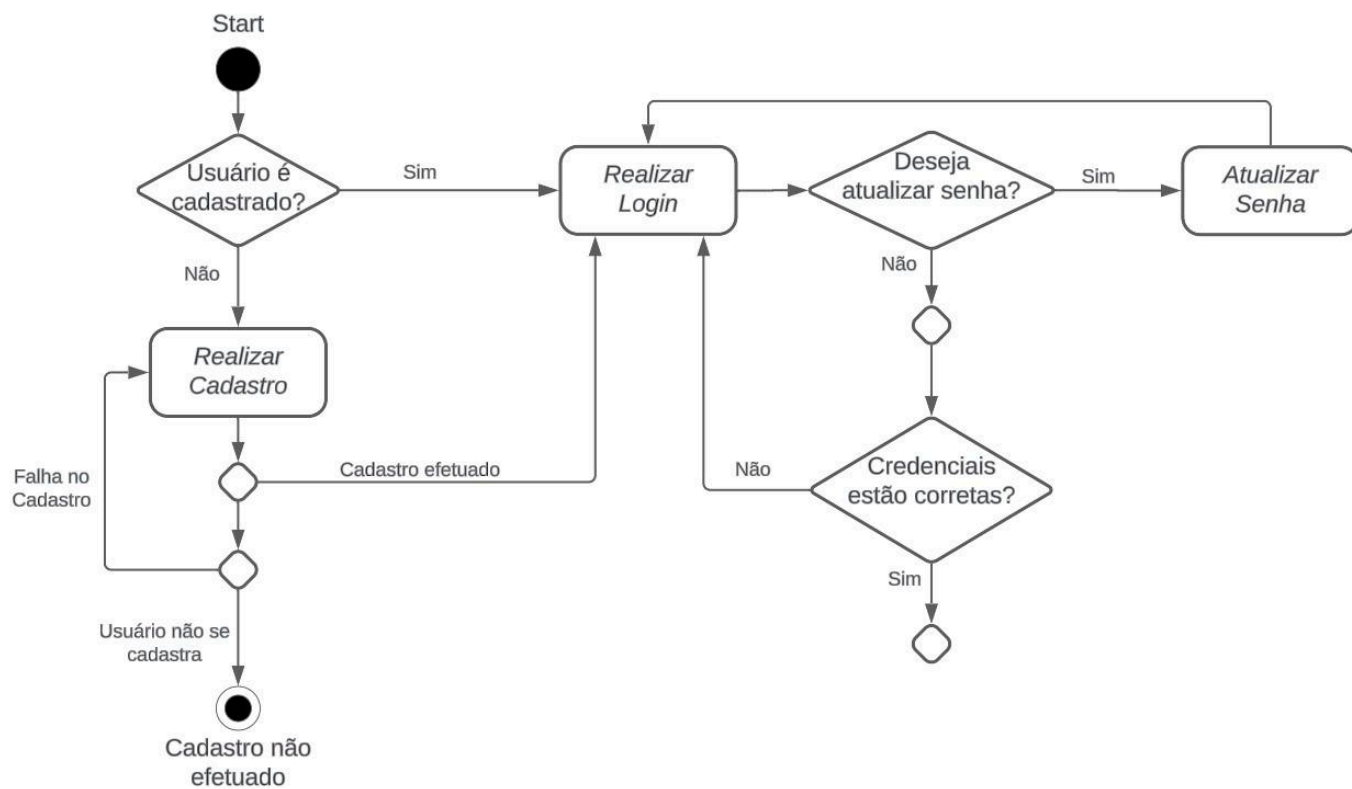 Start
Usuário é
cadastrado?
Sim
Realizar
Login
Deseja
atualizar senha?
Sim
Atualizar
Senha
Não
Não
Realizar
Cadastro
Falha no
Cadastro
Cadastro efetuado
Não
Credenciais
estão corretas?
Sim
Usuário não se
cadastra
Cadastro não
efetuado